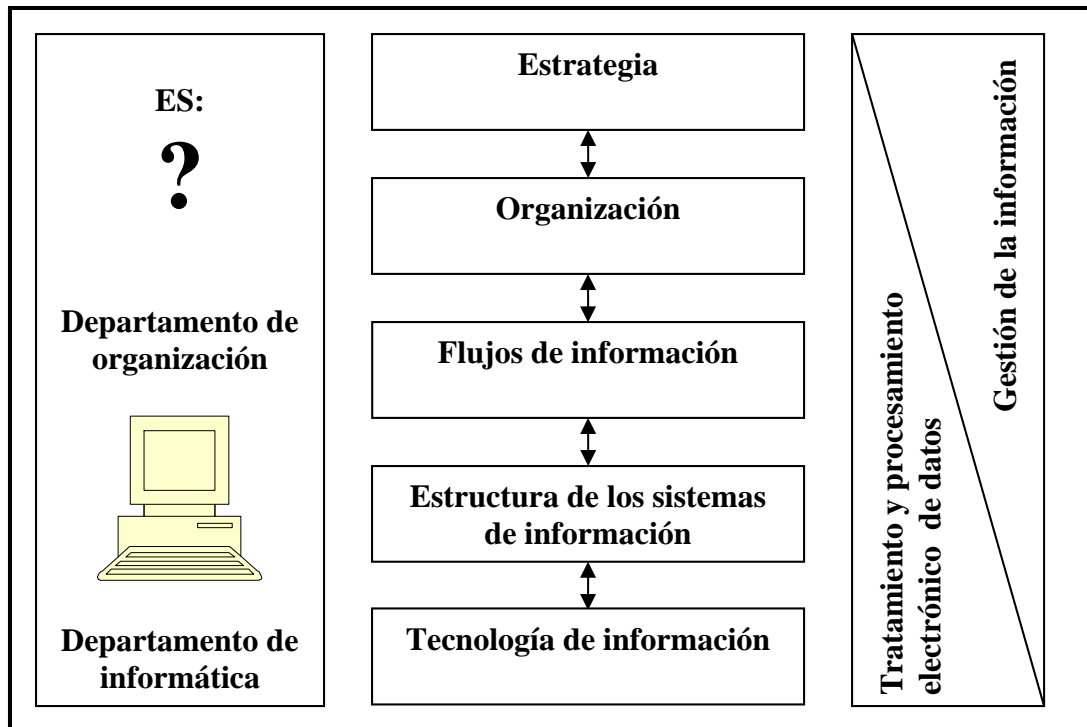 ES:
?
Departamento de
organización
Departamento de
informática
Estrategia
Organización
Flujos de información
Estructura de los sistemas
de información
Tecnología de información
Tratamiento y procesamiento
electrónico de datos
Gestión de la información